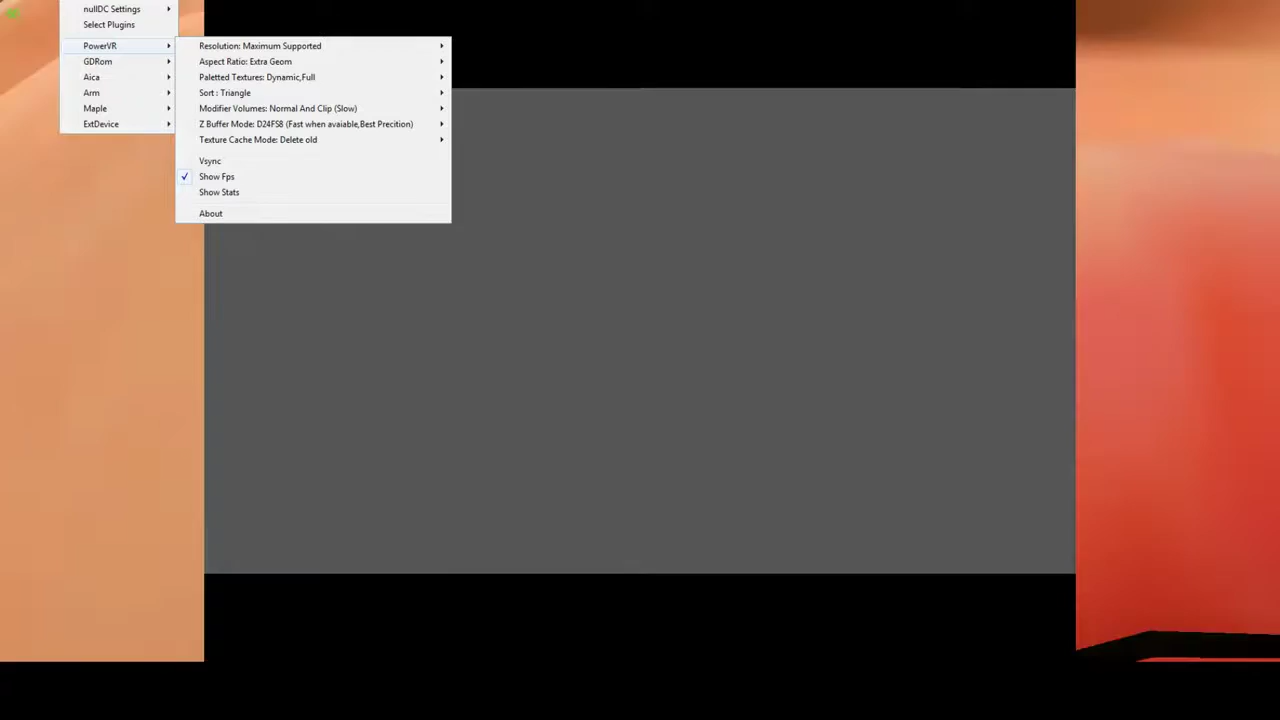 nullDC Settings
Select Plugins
PowerVR
GDRom
Aica
Arm
Maple
ExtDevice
Resolution: Maximum Supported
Aspect Ratio: Extra Geom
Paletted Textures: Dynamic,Full
Sort : Triangle
Modifier Volumes: Normal And Clip (Slow)
Z Buffer Mode: D24FS8 (Fast when avaiable,Best Precition)
Texture Cache Mode: Delete old
Vsync
Show Fps
Show Stats
About